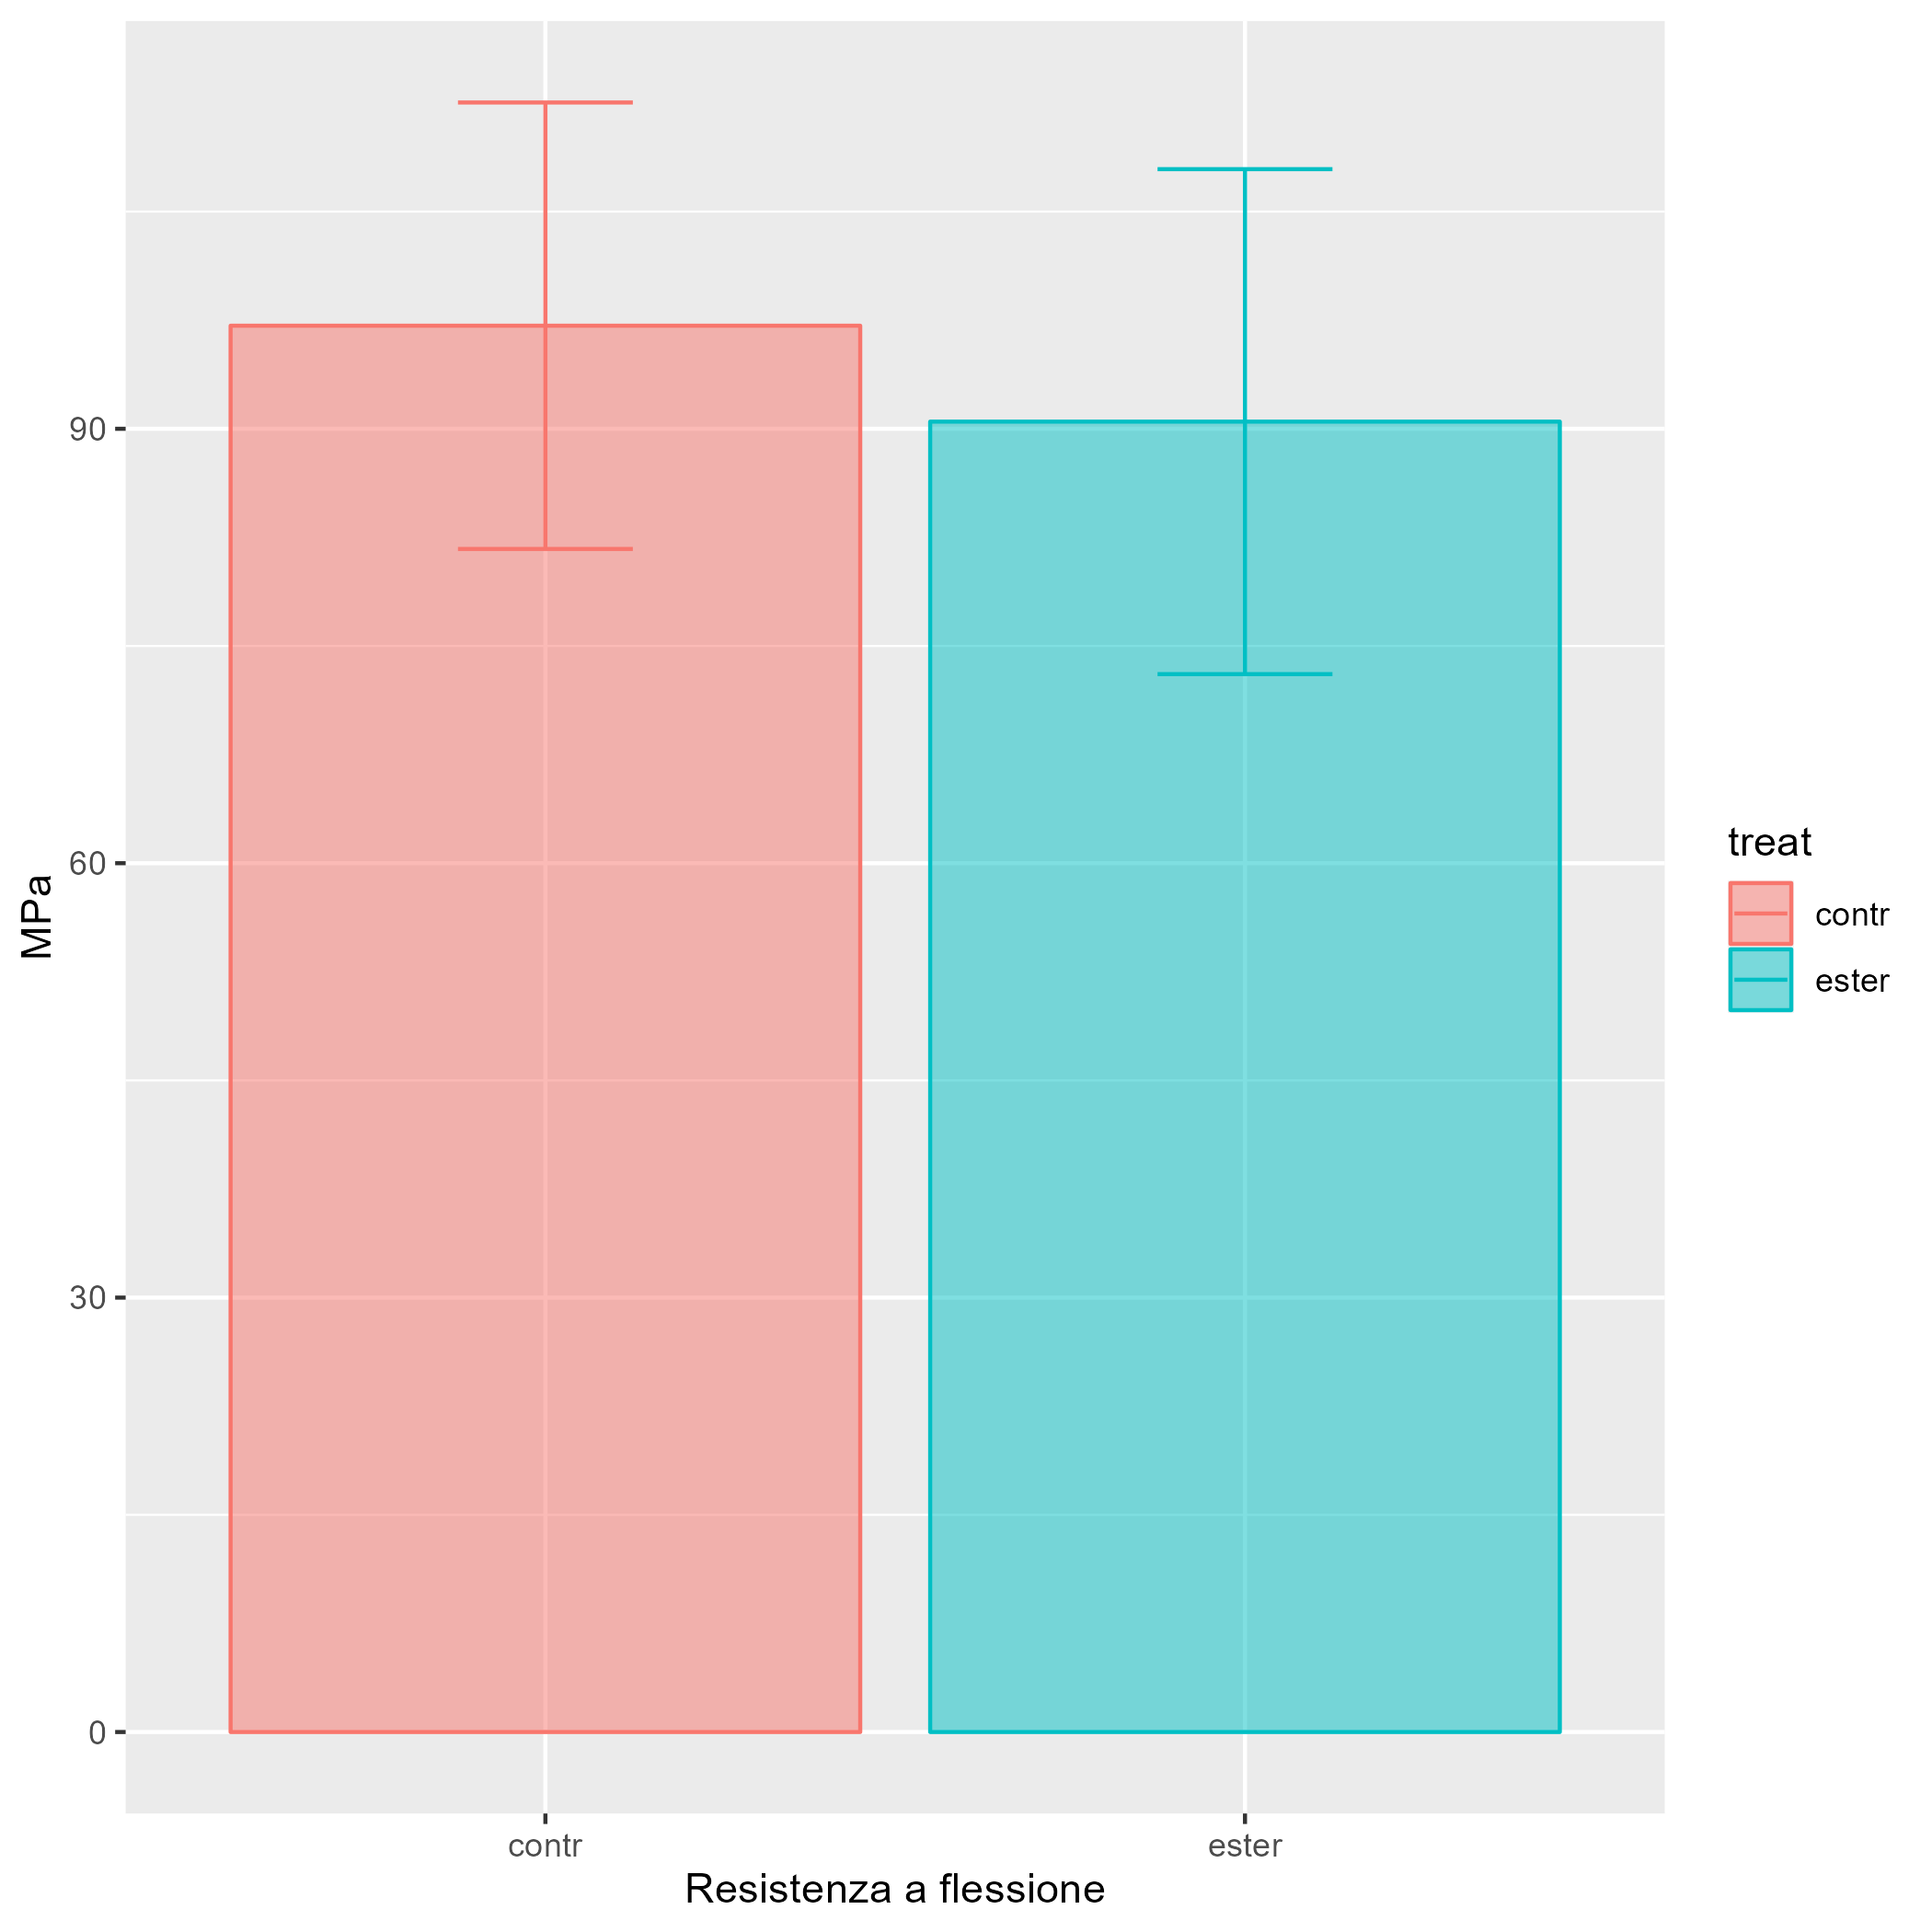 MPa
90
60
30
0
contr
ester
Resistenza a flessione
treat
contr
ester